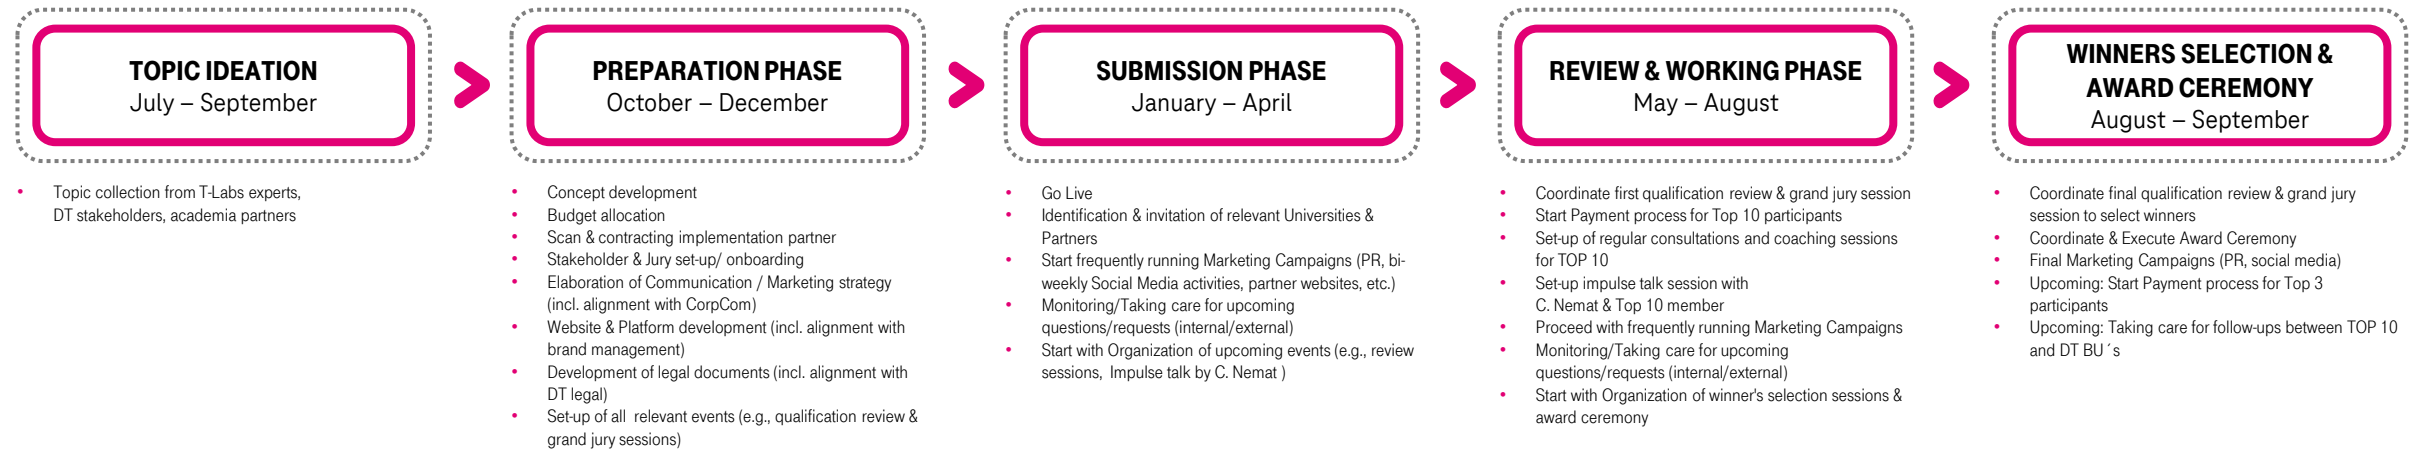 TOPIC IDEATION
July – September
• Topic collection from T-Labs experts,
DT stakeholders, academia partners
PREPARATION PHASE
October – December
• Concept development
• Budget allocation
• Scan & contracting implementation partner
• Stakeholder & Jury set-up/ onboarding
• Elaboration of Communication / Marketing strategy
(incl. alignment with CorpCom)
• Website & Platform development (incl. alignment with
brand management)
• Development of legal documents (incl. alignment with
DT legal)
• Set-up of all relevant events (e.g., qualification review &
grand jury sessions)
SUBMISSION PHASE
January – April
• Go Live
• Identification & invitation of relevant Universities &
Partners
• Start frequently running Marketing Campaigns (PR, bi-
weekly Social Media activities, partner websites, etc.)
• Monitoring/Taking care for upcoming
questions/requests (internal/external)
• Start with Organization of upcoming events (e.g., review
sessions, Impulse talk by C. Nemat )
REVIEW & WORKING PHASE
May – August
• Coordinate first qualification review & grand jury session
• Start Payment process for Top 10 participants
• Set-up of regular consultations and coaching sessions
for TOP 10
• Set-up impulse talk session with
C. Nemat & Top 10 member
• Proceed with frequently running Marketing Campaigns
• Monitoring/Taking care for upcoming
questions/requests (internal/external)
• Start with Organization of winner's selection sessions &
award ceremony
WINNERS SELECTION &
AWARD CEREMONY
August – September
• Coordinate final qualification review & grand jury
session to select winners
• Coordinate & Execute Award Ceremony
• Final Marketing Campaigns (PR, social media)
• Upcoming: Start Payment process for Top 3
participants
• Upcoming: Taking care for follow-ups between TOP 10
and DT BU´s